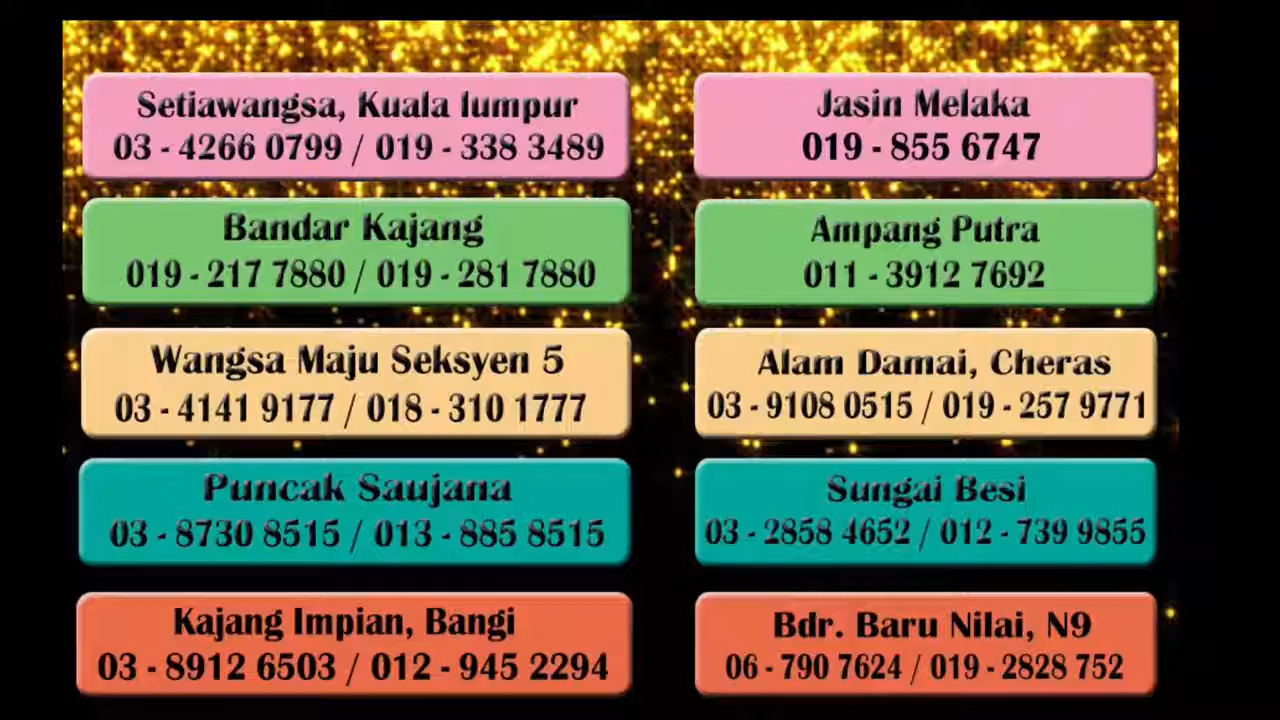 Setiawangsa, Kuala lumpur
03 - 4266 0799 / 019 - 338 3489
Jasin Melaka
019 - 855 6747
Bandar Kajang
019 - 217 7880 / 019 - 281 7880
Ampang Putra
011 - 3912 7692
Wangsa Maju Seksyen 5
03 - 4141 9177 / 018 - 310 1777
Alam Damai, Cheras
03 - 9108 0515 / 019 - 257 9771
Puncak Saujana
03 - 8730 8515 / 013 - 885 8515
Sungai Besi
03 - 2858 4652 / 012 - 739 9855
Kajang Impian, Bangi
03 - 8912 6503 / 012 - 945 2294
Bdr. Baru Nilai, N9
06 - 790 7624 / 019 - 2828 752